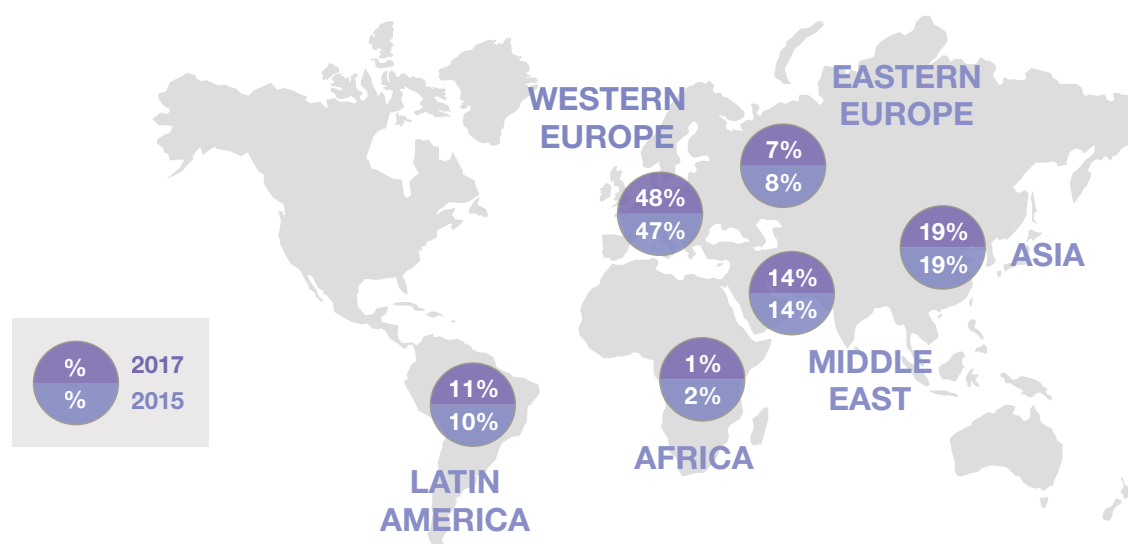 WESTERN
EUROPE
48%
47%
EASTERN
EUROPE
7%
8%
19%
19%
ASIA
14%
14%
MIDDLE
EAST
% 2017
% 2015
11%
10%
LATIN
AMERICA
1%
2%
AFRICA